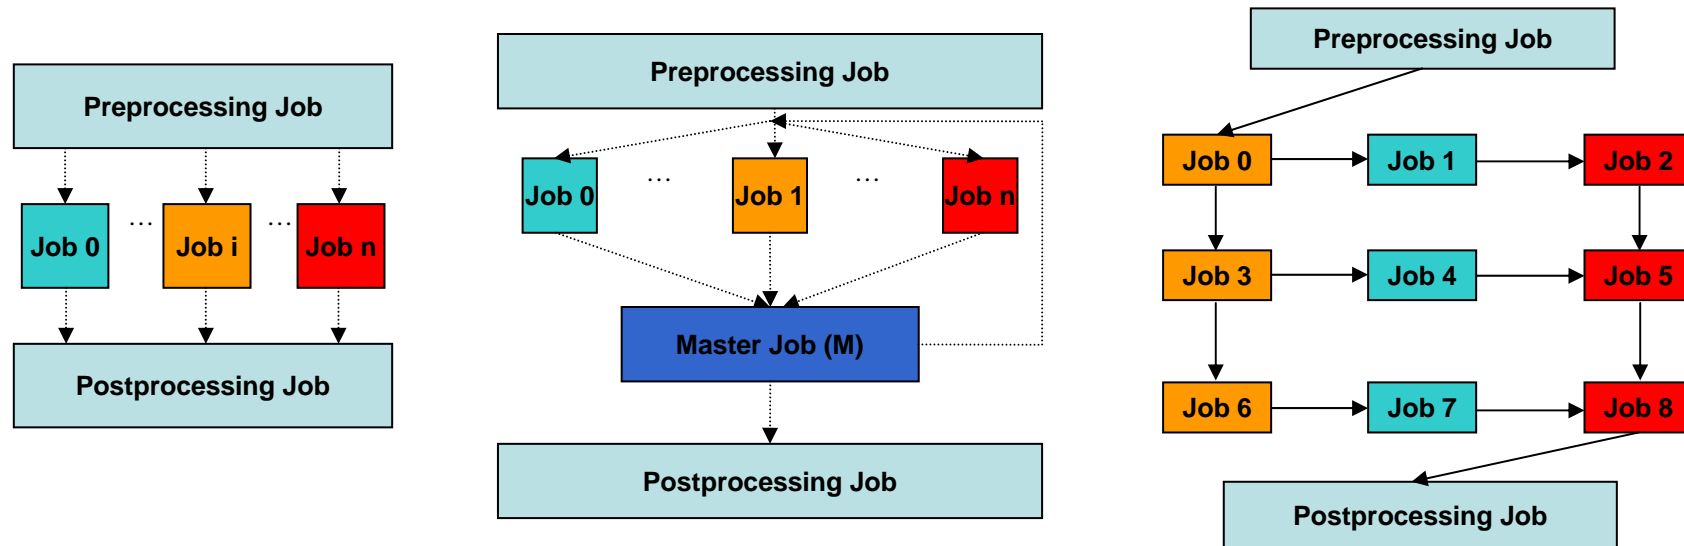 Preprocessing Job
Job 0
...
Job i
...
Job n
Postprocessing Job
Preprocessing Job
Job 0
...
Job 1
...
Job n
Master Job (M)
Postprocessing Job
Preprocessing Job
Job 0
Job 1
Job 2
Job 3
Job 4
Job 5
Job 6
Job 7
Job 8
Postprocessing Job